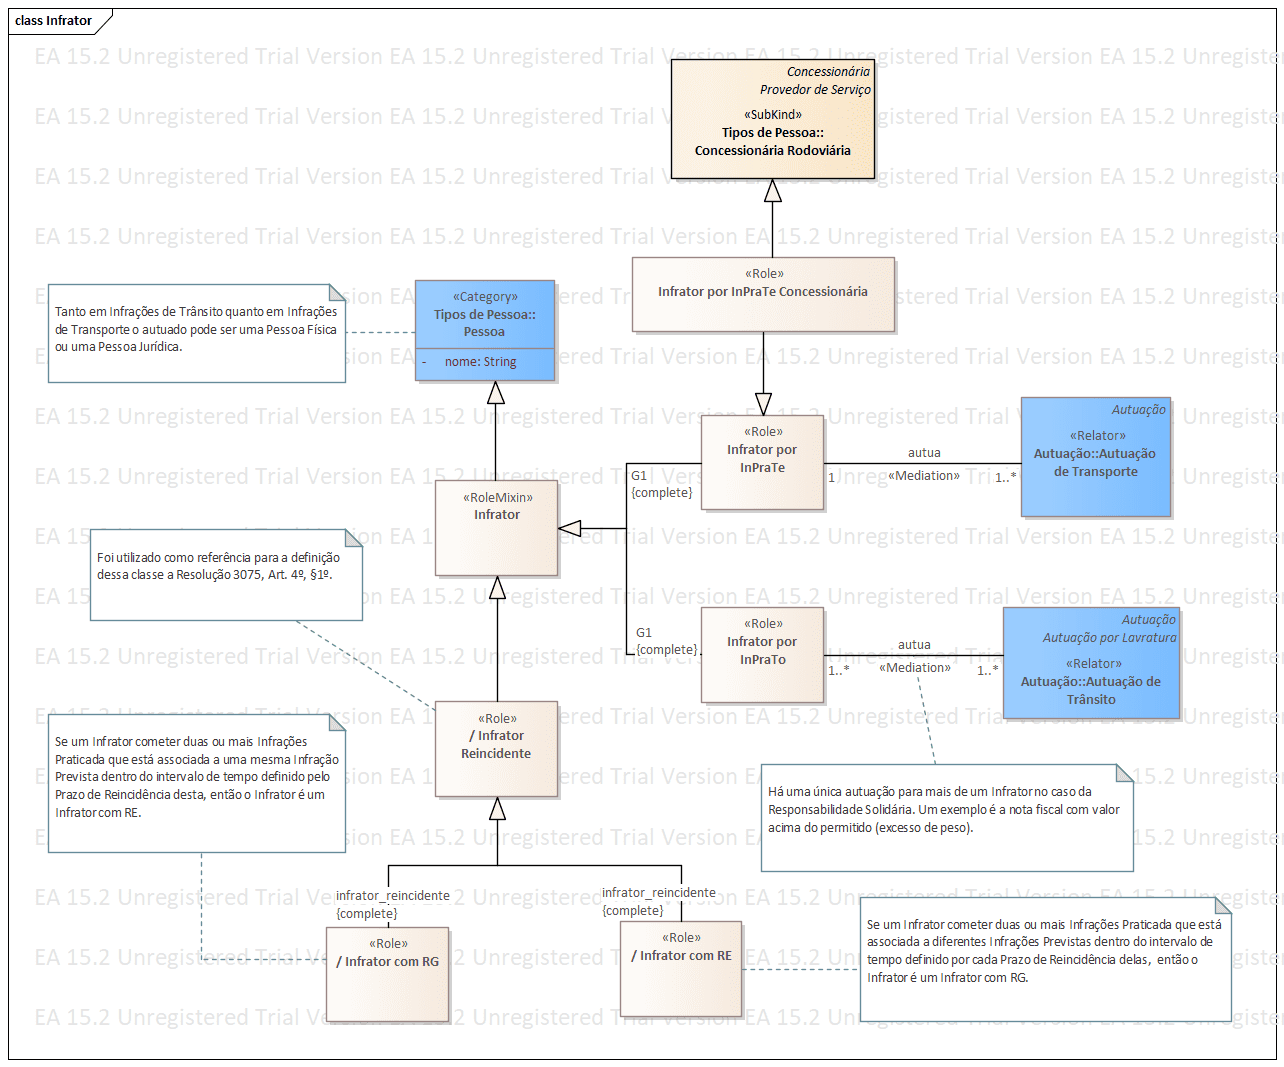 class Infrator
Concessionária
Provedor de Serviço
«SubKind»
Tipos de Pessoa::
Concessionária Rodoviária
«Role»
Infrator por InPraTe Concessionária
Tanto em Infrações de Trânsito quanto em Infrações
de Transporte o autuado pode ser uma Pessoa Física
ou uma Pessoa Jurídica.
«Category»
Tipos de Pessoa::
Pessoa
- nome: String
«Role»
Infrator por
InPraTe
autua
«Mediation»
1
1..*
Autuação
«Relator»
Autuação::Autuação
de Transporte
G1
{complete}
«RoleMixin»
Infrator
Foi utilizado como referência para a definição
dessa classe a Resolução 3075, Art. 4º, §1º.
G1
{complete}
«Role»
Infrator por
InPraTo
autua
«Mediation»
1..*
1..*
Autuação
Autuação por Lavratura
«Relator»
Autuação::Autuação de
Trânsito
«Role»
/ Infrator
Reincidente
Se um Infrator cometer duas ou mais Infrações
Praticada que está associada a uma mesma Infração
Prevista dentro do intervalo de tempo definido pelo
Prazo de Reincidência desta, então o Infrator é um
Infrator com RE.
Há uma única autuação para mais de um Infrator no caso da
Responsabilidade Solidária. Um exemplo é a nota fiscal com valor
acima do permitido (excesso de peso).
infrator_reincidente
{complete}
infrator_reincidente
{complete}
«Role»
/ Infrator com RG
«Role»
/ Infrator com RE
Se um Infrator cometer duas ou mais Infrações Praticada que está
associada a diferentes Infrações Previstas dentro do intervalo de
tempo definido por cada Prazo de Reincidência delas, então o
Infrator é um Infrator com RG.
EA 15.2 Unregistered Trial Version EA 15.2 Unregistered Trial Version EA 15.2 Unregistered Trial Version EA 15.2 Unregiste